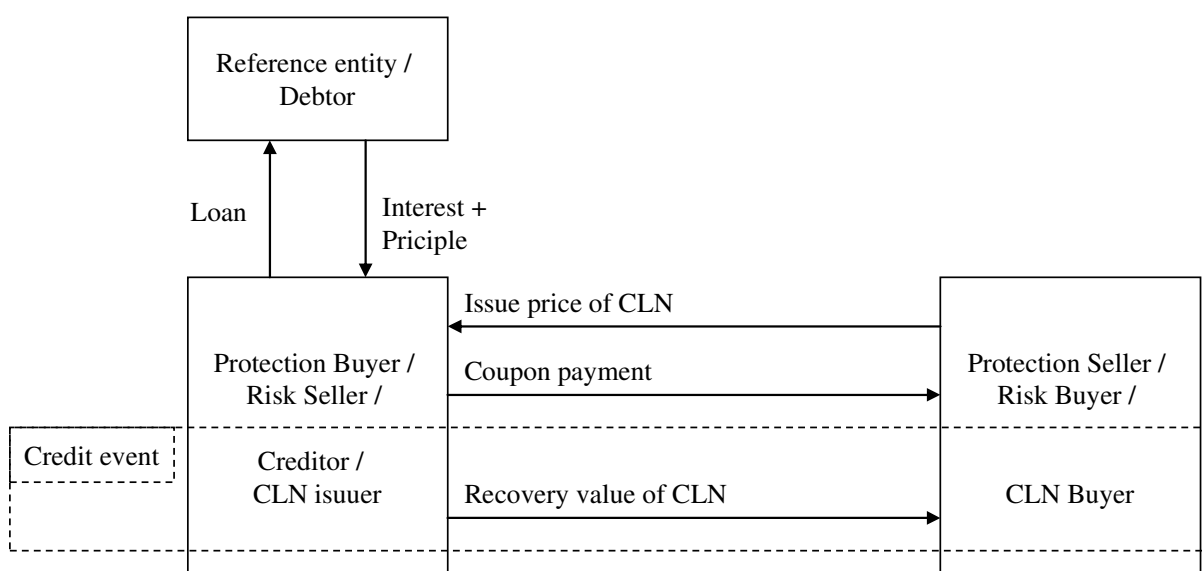 Reference entity /
Debtor
Loan
Interest +
Priciple
Issue price of CLN
Protection Buyer /
Risk Seller /
Coupon payment
Protection Seller /
Risk Buyer /
Credit event
Creditor /
CLN isuuer
Recovery value of CLN
CLN Buyer